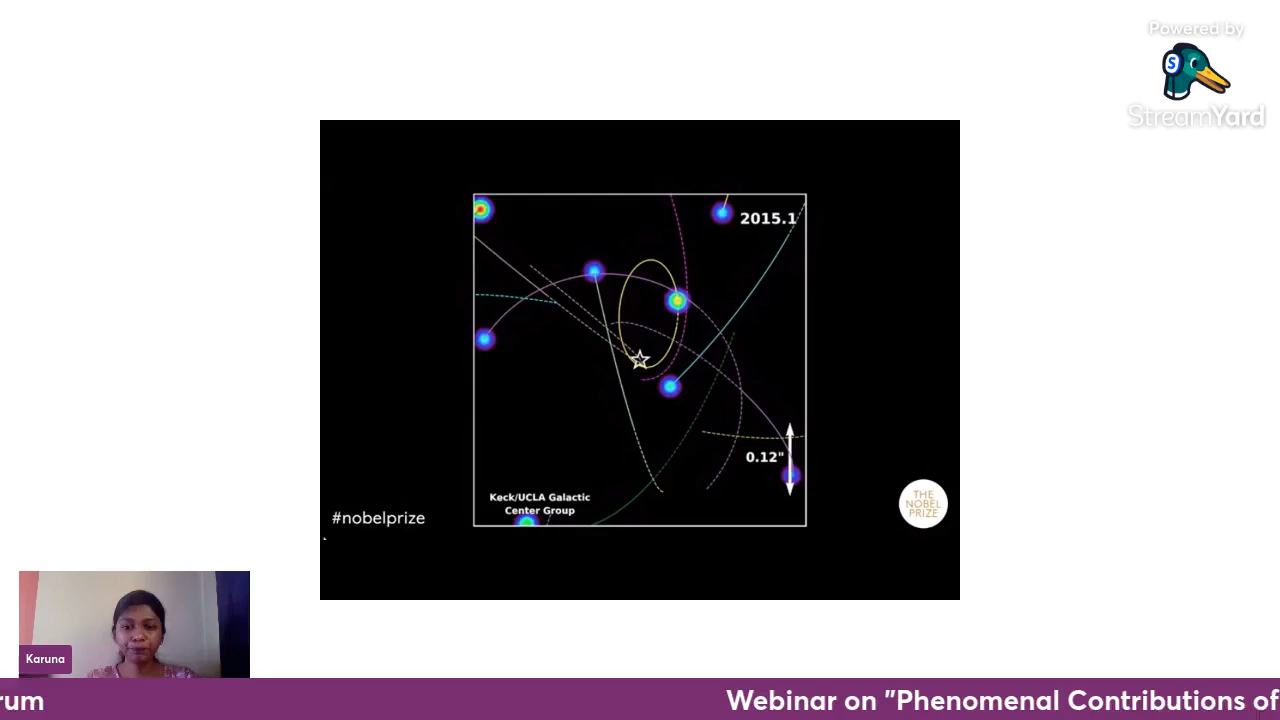 Powered by
S
StreamYard
2015.1
0.12"
Keck/UCLA Galactic
Center Group
#nobelprize
THE
NOBEL
PRIZE
Karuna
rum
Webinar on "Phenomenal Contributions of